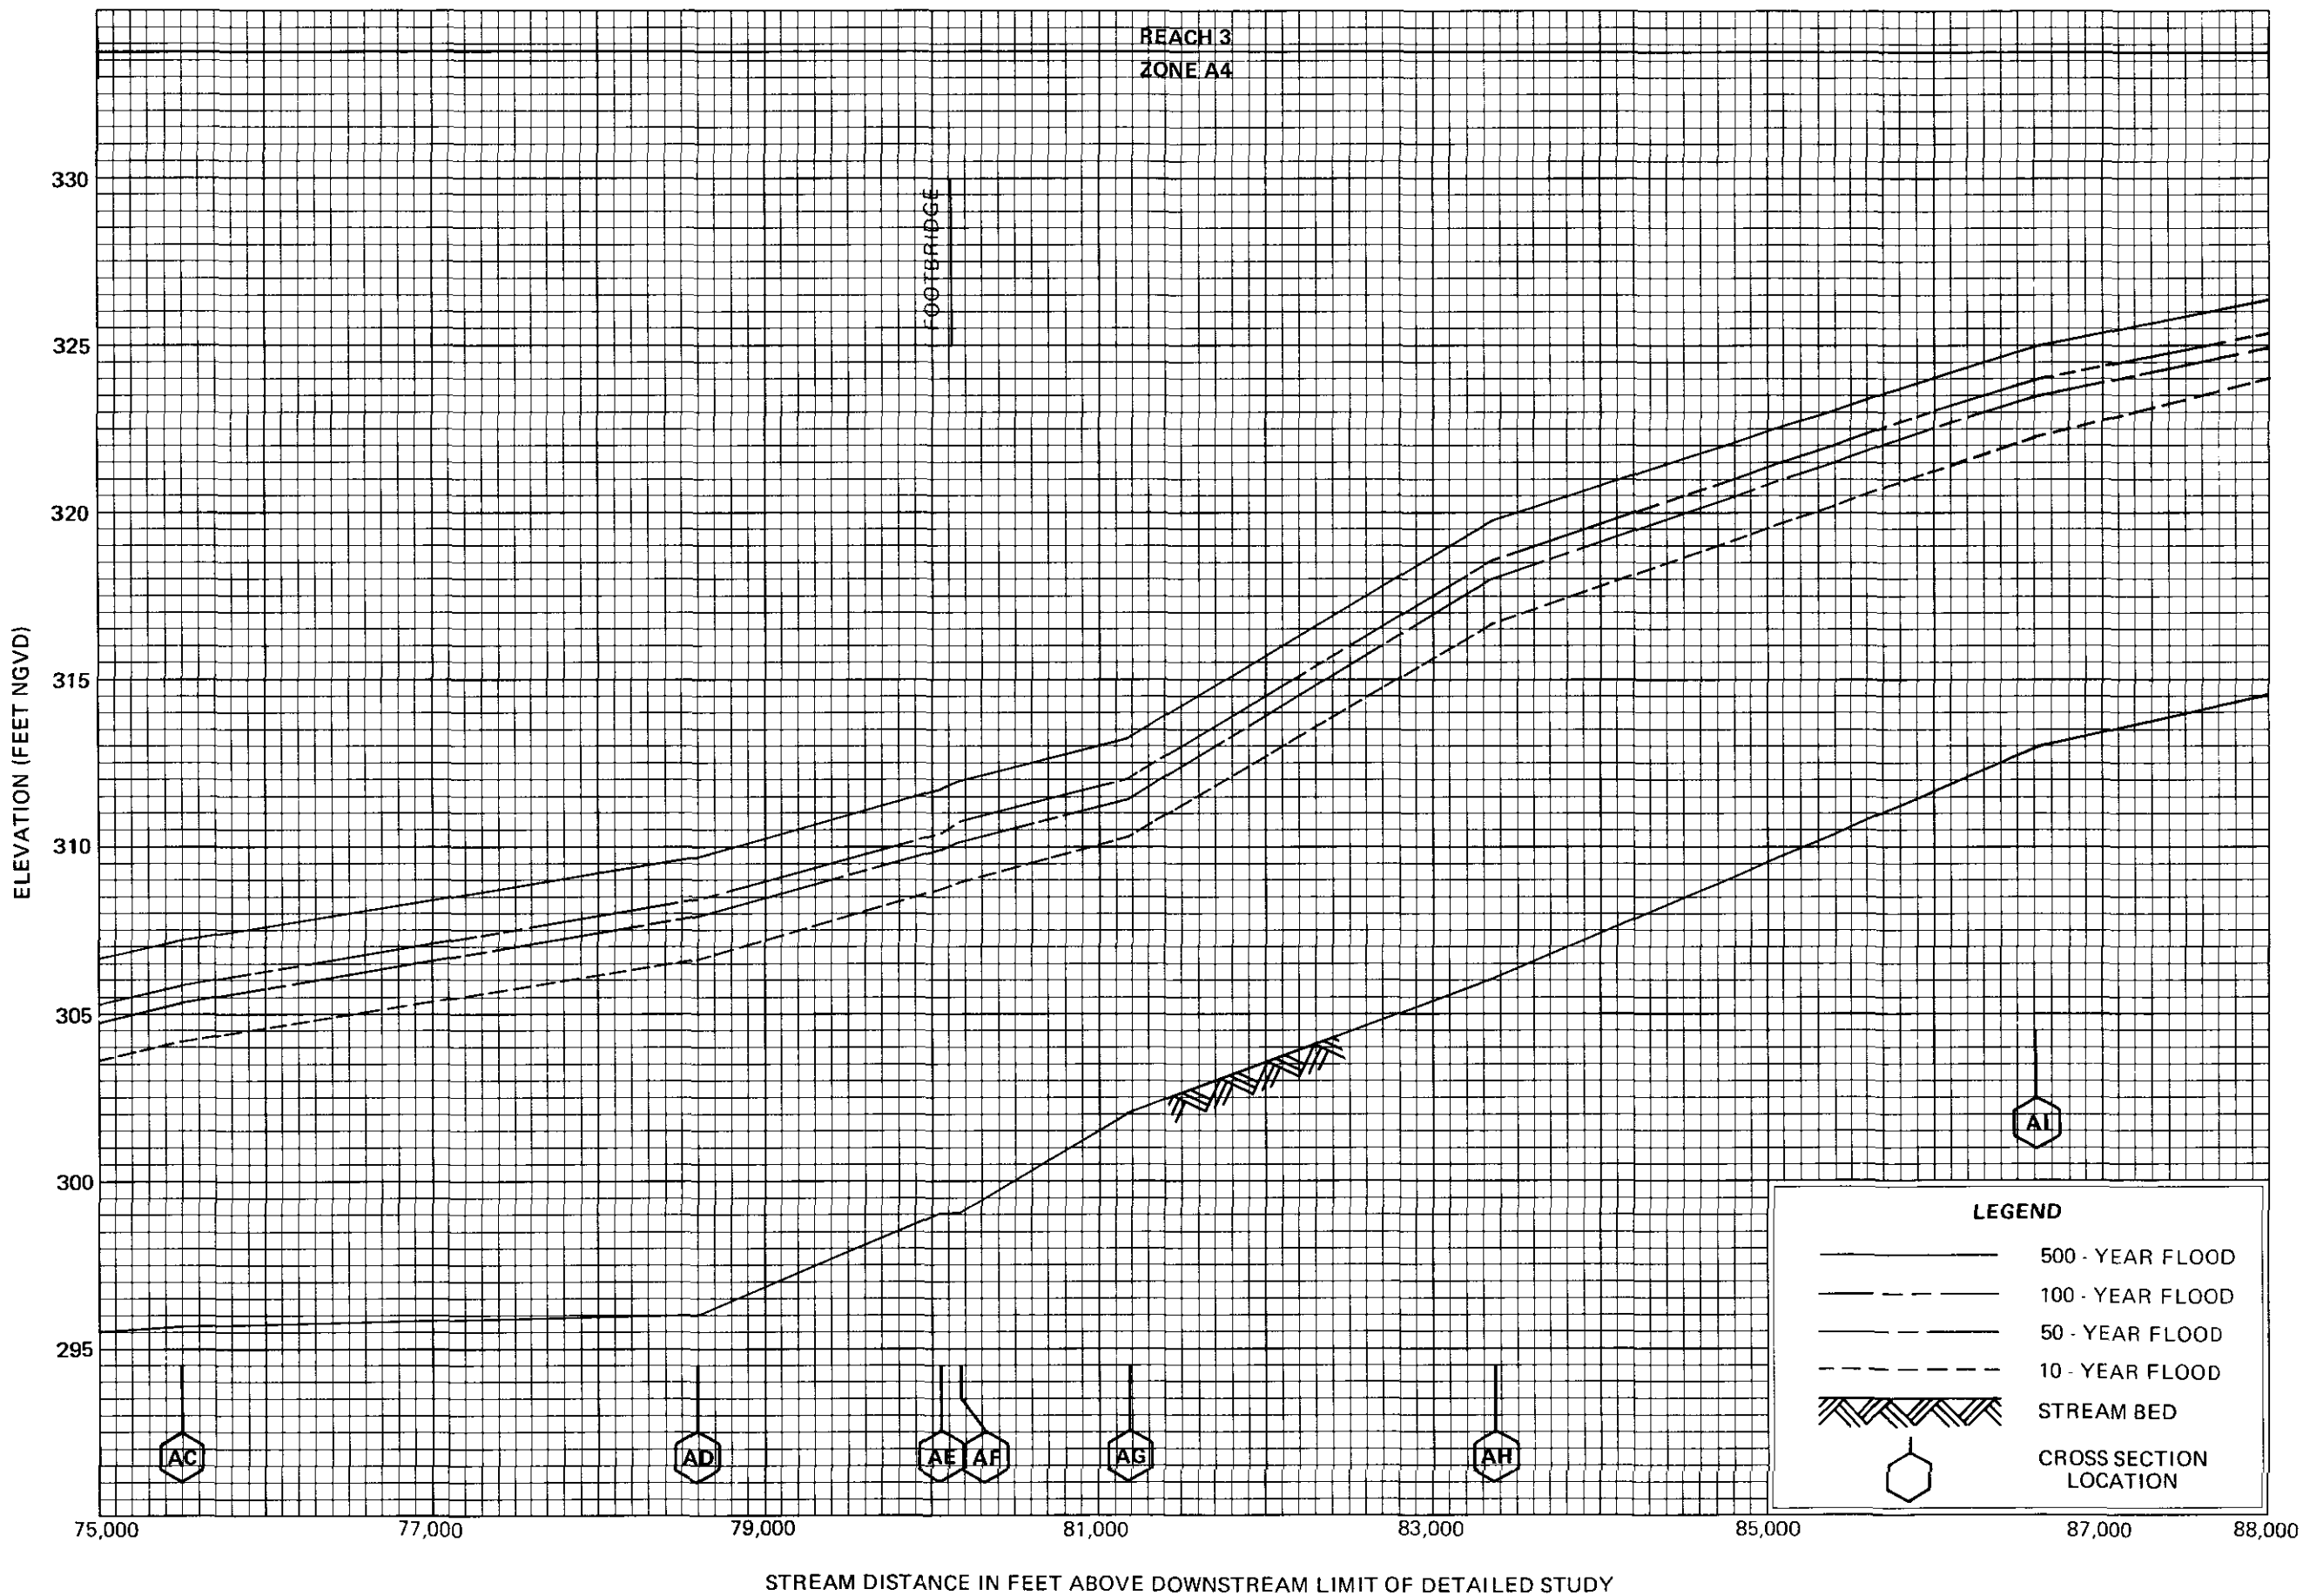 REACH 3
ZONE A4
FOOTBRIDGE
ELEVATION (FEET NGVD)
330
325
320
315
310
305
300
295
AC
AD
AE
AF
AG
AH
AI
LEGEND
500 - YEAR FLOOD
100 - YEAR FLOOD
50 - YEAR FLOOD
10 - YEAR FLOOD
STREAM BED
CROSS SECTION
LOCATION
75,000
77,000
79,000
81,000
83,000
85,000
87,000
88,000
STREAM DISTANCE IN FEET ABOVE DOWNSTREAM LIMIT OF DETAILED STUDY